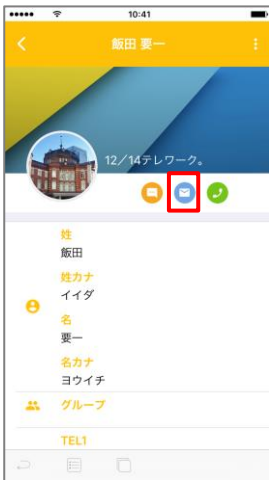 10:41
飯田 要一
12／14テレワーク。
姓
飯田
姓カナ
イイダ
名
要一
名カナ
ヨウイチ
グループ
TEL1